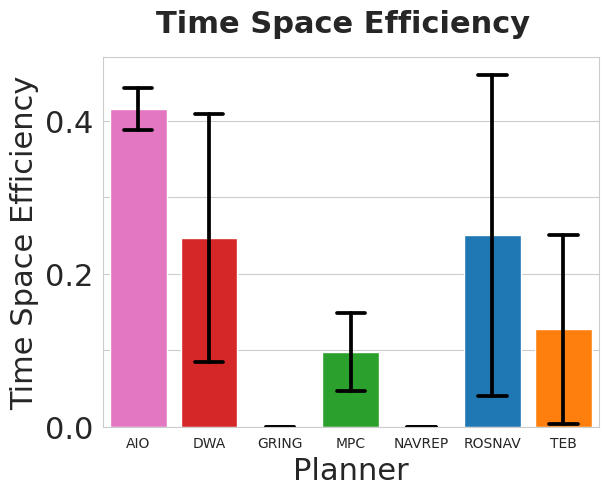 Time Space Efficiency
Time Space Efficiency
0.4
0.2
0.0
AIO DWA GRING MPC NAVREP ROSNAV TEB
Planner